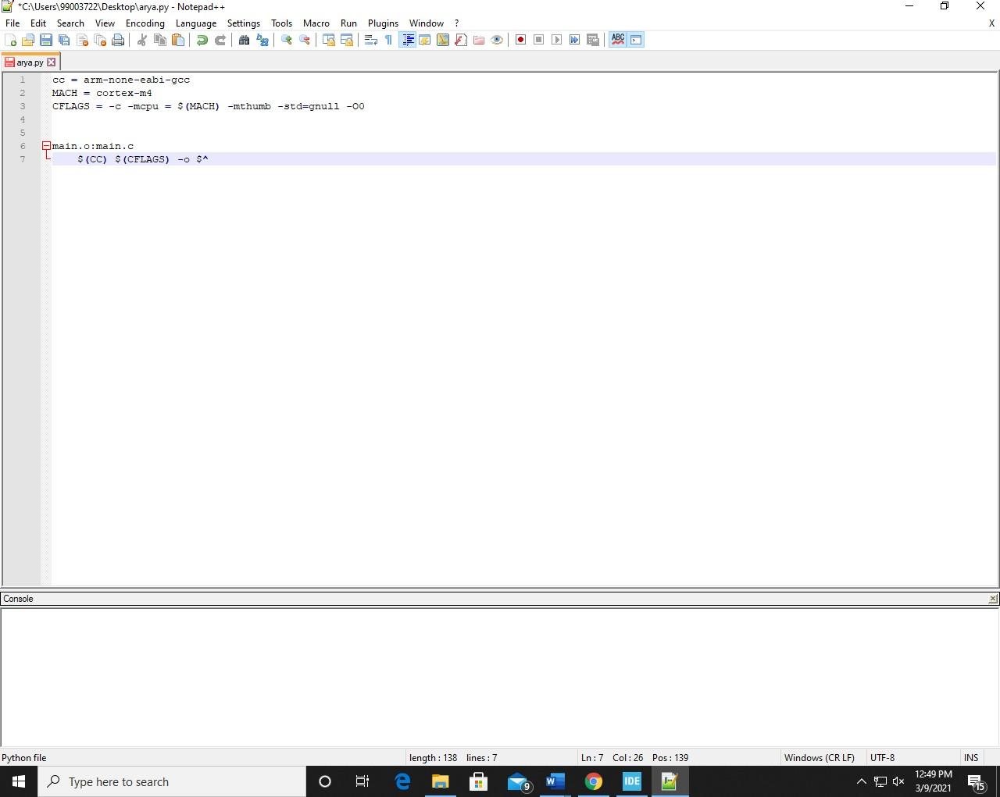 *C:\Users\99003722\Desktop\arya.py - Notepad++
File Edit Search View Encoding Language Settings Tools Macro Run Plugins Window ? X
ABC
arya.py
1 cc = arm-none-eabi-gcc
2 MACH = cortex-m4
3 CFLAGS = -c -mcpu = $(MACH) -mthumb -std=gnull -O0
4
5
6 main.o:main.c
7 $(CC) $(CFLAGS) -o $^
Console
Python file length : 138 lines : 7 Ln : 7 Col : 26 Pos : 139 Windows (CR LF) UTF-8 INS
Type here to search 9 W IDE 12:49 PM
3/9/2021 15